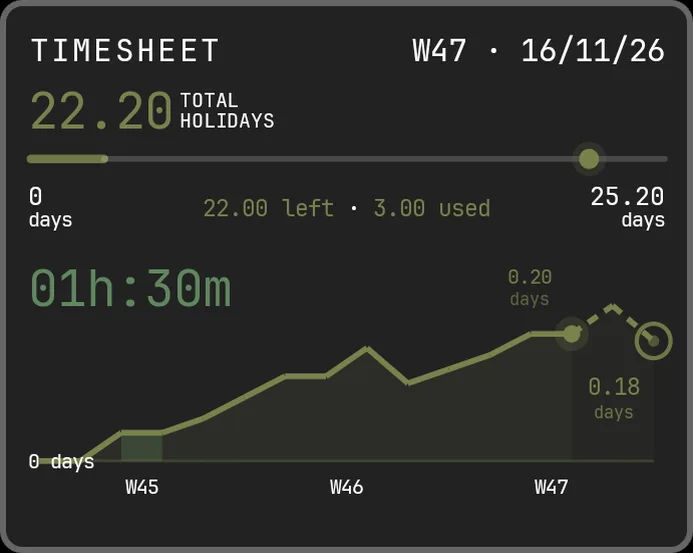 TIMESHEET
W47 · 16/11/26
22.20 TOTAL
HOLIDAYS
0
days
22.00 left · 3.00 used
25.20
days
01h:30m
0.20
days
0.18
days
0 days
W45
W46
W47